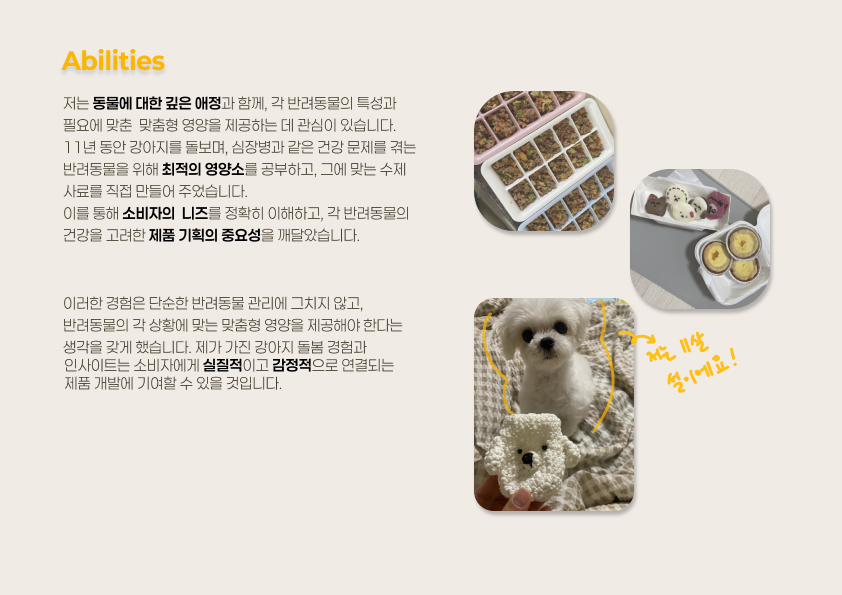 Abilities
저는 동물에 대한 깊은 애정과 함께, 각 반려동물의 특성과
필요에 맞춘 맞춤형 영양을 제공하는 데 관심이 있습니다.
11년 동안 강아지를 돌보며, 심장병과 같은 건강 문제를 겪는
반려동물을 위해 최적의 영양소를 공부하고, 그에 맞는 수제
사료를 직접 만들어 주었습니다.
이를 통해 소비자의 니즈를 정확히 이해하고, 각 반려동물의
건강을 고려한 제품 기획의 중요성을 깨달았습니다.
이러한 경험은 단순한 반려동물 관리에 그치지 않고,
반려동물의 각 상황에 맞는 맞춤형 영양을 제공해야 한다는
생각을 갖게 했습니다. 제가 가진 강아지 돌봄 경험과
인사이트는 소비자에게 실질적이고 감정적으로 연결되는
제품 개발에 기여할 수 있을 것입니다.
저는 11살
설이에요!